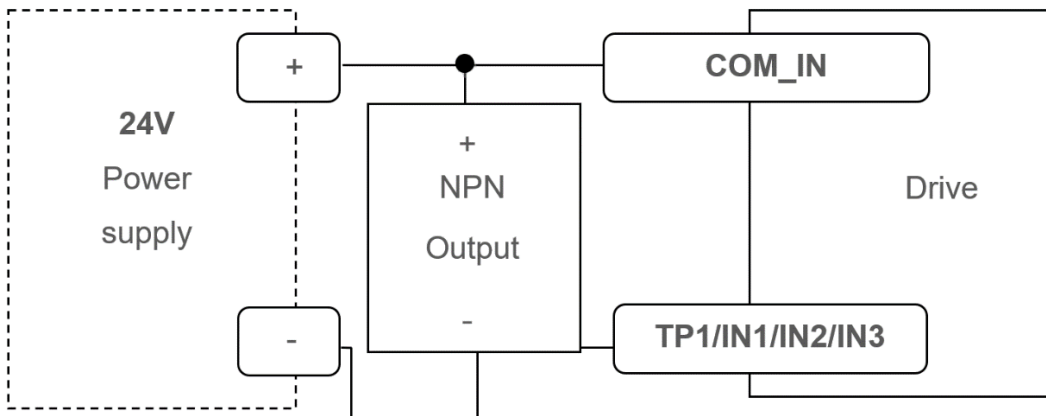 +
COM_IN
24V
Power
supply
+
NPN
Output
-
Drive
-
TP1/IN1/IN2/IN3